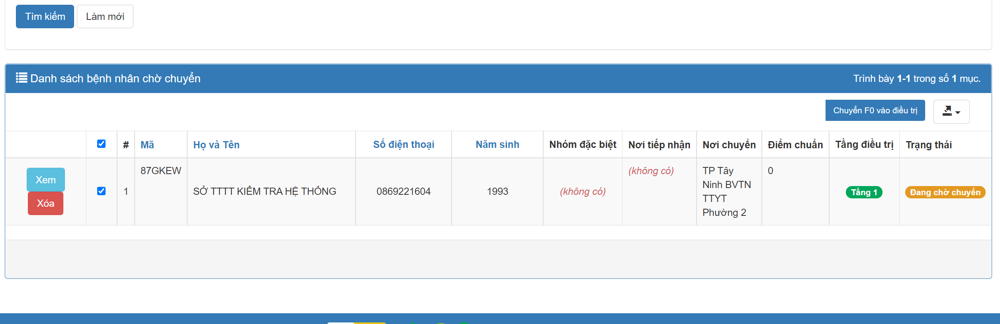 Tìm kiếm Làm mới
Danh sách bệnh nhân chờ chuyển
Trình bày 1-1 trong số 1 mục.
Chuyển F0 vào điều trị
# Mã Họ và Tên Số điện thoại Năm sinh Nhóm đặc biệt Nơi tiếp nhận Nơi chuyển Điểm chuẩn Tầng điều trị Trạng thái
Xem
Xóa
1
87GKEW
SỞ TTTT KIỂM TRA HỆ THỐNG
0869221604
1993
(không có)
(không có)
TP Tây
Ninh BVTN
TTYT
Phường 2
0
Tầng 1
Đang chờ chuyển